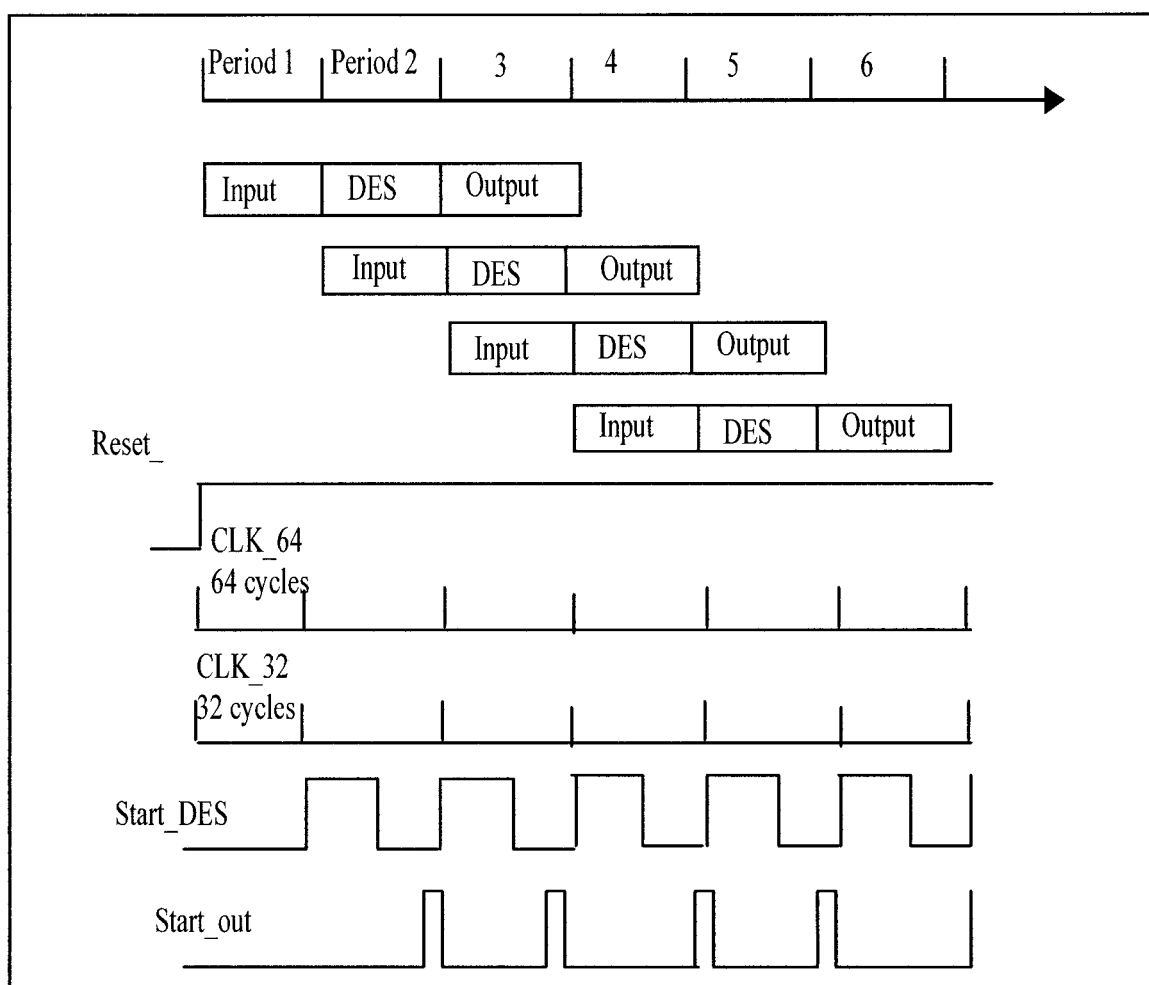 Period 1 Period 2 3 4 5 6
Input DES Output
Input DES Output
Input DES Output
Input DES Output
Reset_
CLK_64
64 cycles
CLK_32
32 cycles
Start_DES
Start_out